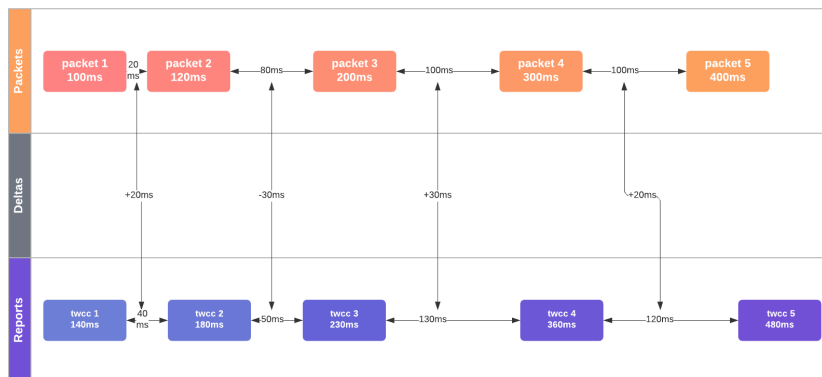 Packets
packet 1
100ms
20
ms
packet 2
120ms
80ms
packet 3
200ms
100ms
packet 4
300ms
100ms
packet 5
400ms
Deltas
+20ms
-30ms
+30ms
+20ms
Reports
twcc 1
140ms
40
ms
twcc 2
180ms
50ms
twcc 3
230ms
130ms
twcc 4
360ms
120ms
twcc 5
480ms